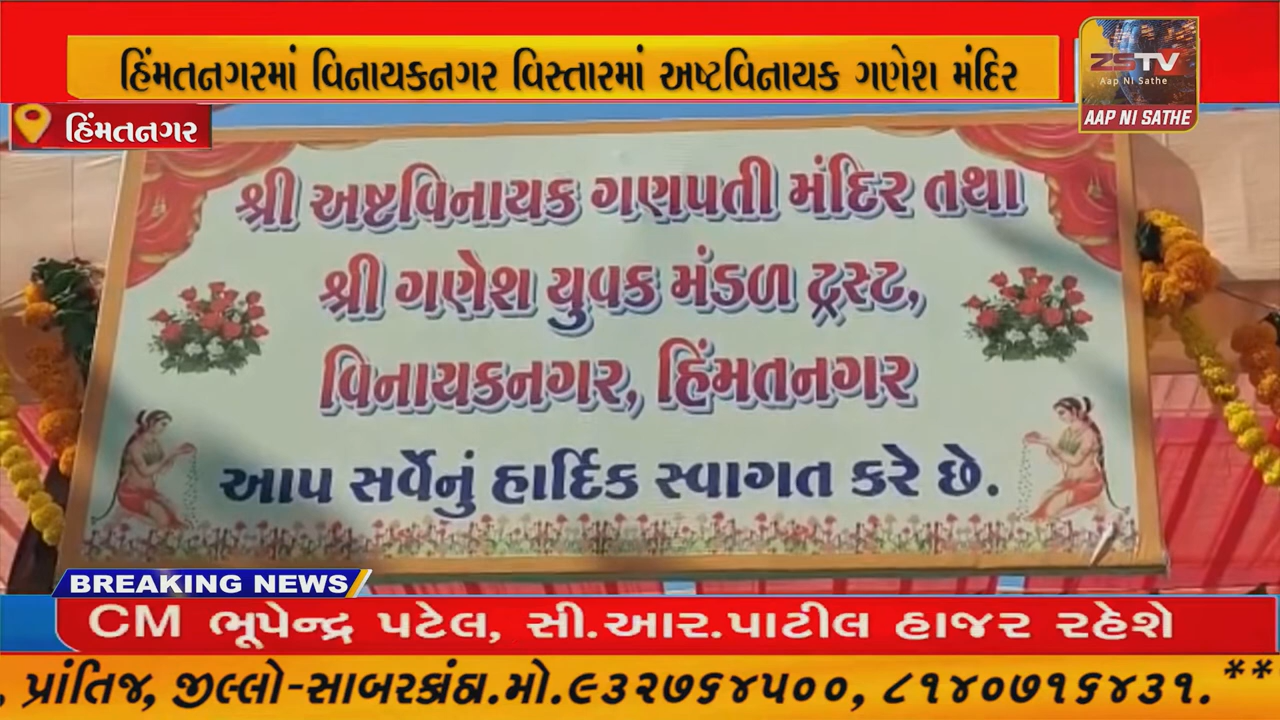 હિંમતનગરમાં વિનાયકનગર વિસ્તારમાં અષ્ટવિનાયક ગણેશ મંદિર
ZSTV
Aap Ni Sathe
AAP NI SATHE
હિંમતનગર
શ્રી અષ્ટવિનાયક ગણપતી મંદિર તથા
શ્રી ગણેશ યુવક મંડળ ટ્રસ્ટ,
વિનાયકનગર, હિંમતનગર
આપ સર્વેનું હાર્દિક સ્વાગત કરે છે.
BREAKING NEWS
CM ભૂપેન્દ્ર પટેલ, સી.આર.પાટીલ હાજર રહેશે
, પ્રાંતિજ, જીલ્લો-સાબરકાંઠા.મો.૯૩૨૭૬૪૫૦૦, ૮૧૪૦૭૧૬૪૩૧.**